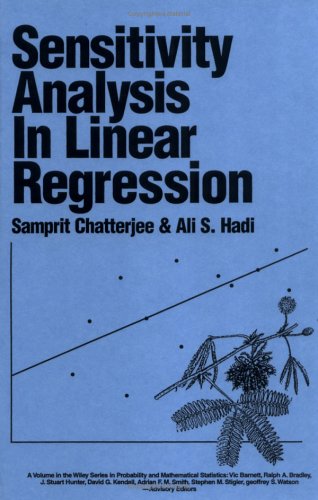 Sensitivity
Analysis
In Linear
Regression
Samprit Chatterjee & Ali S. Hadi
A Volume in the Wiley Series in Probability and Mathematical Statistics: Vic Barnett, Ralph A. Bradley,
J. Stuart Hunter, David G. Kendall, Adrian F. M. Smith, Stephen M. Stigler, geoffrey S. Watson
—Advisory Editors